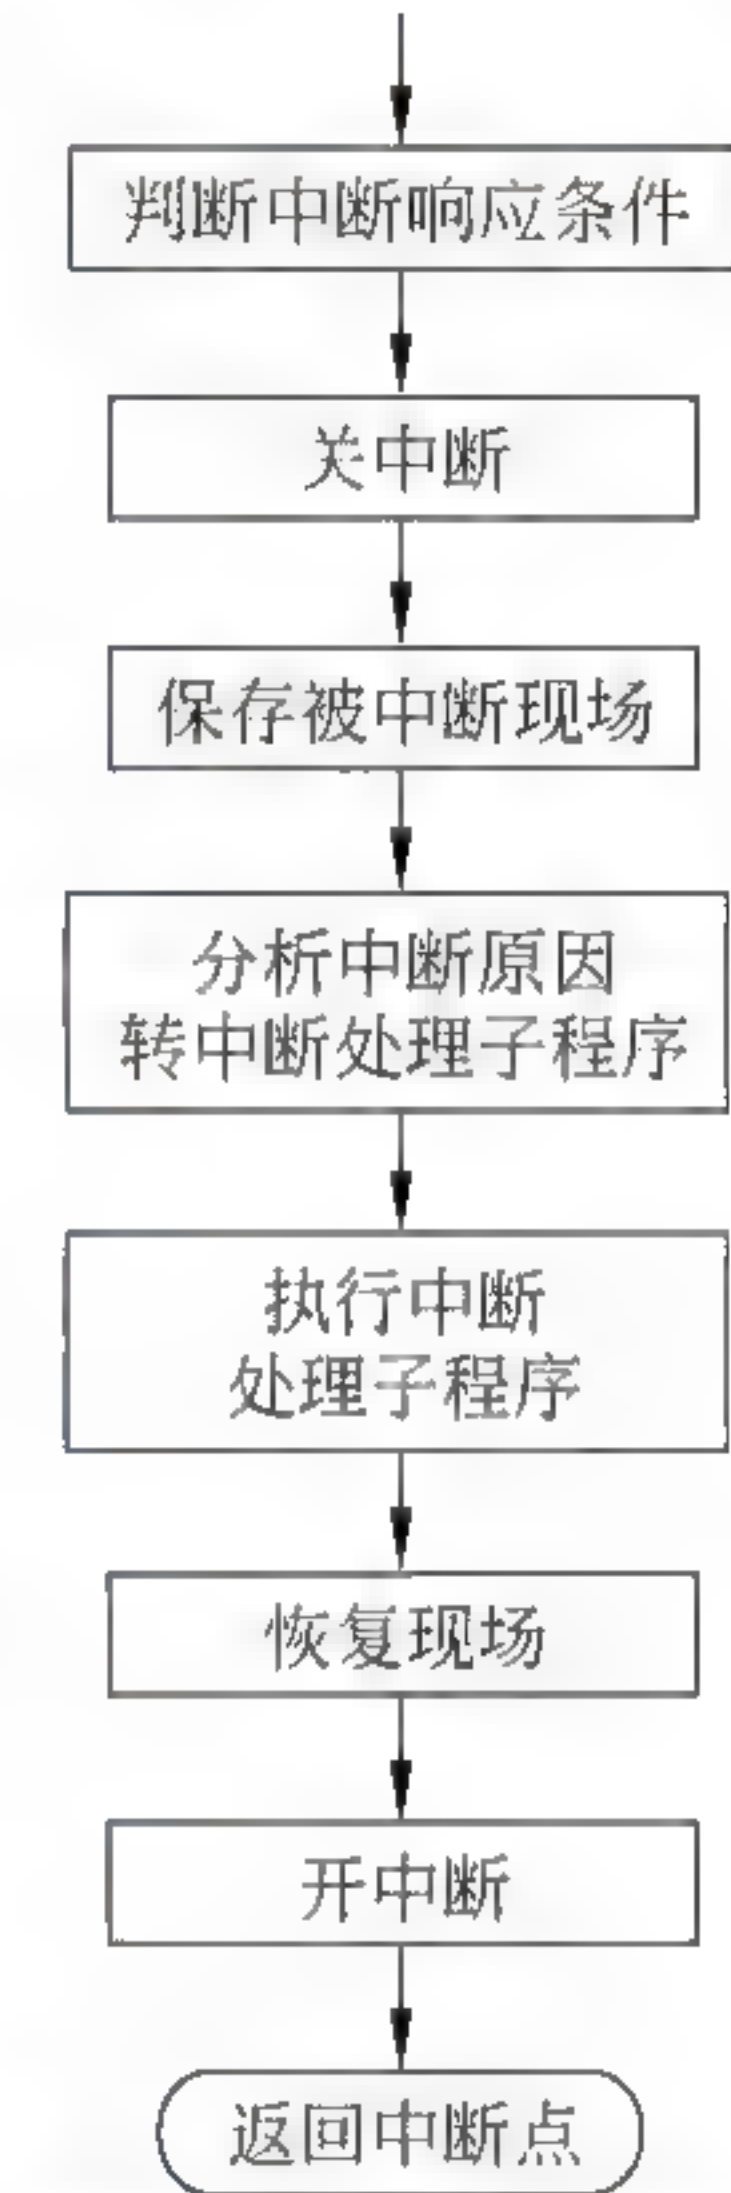 判断中断响应条件
关中断
保存被中断现场
分析中断原因
转中断处理子程序
执行中断
处理子程序
恢复现场
开中断
返回中断点